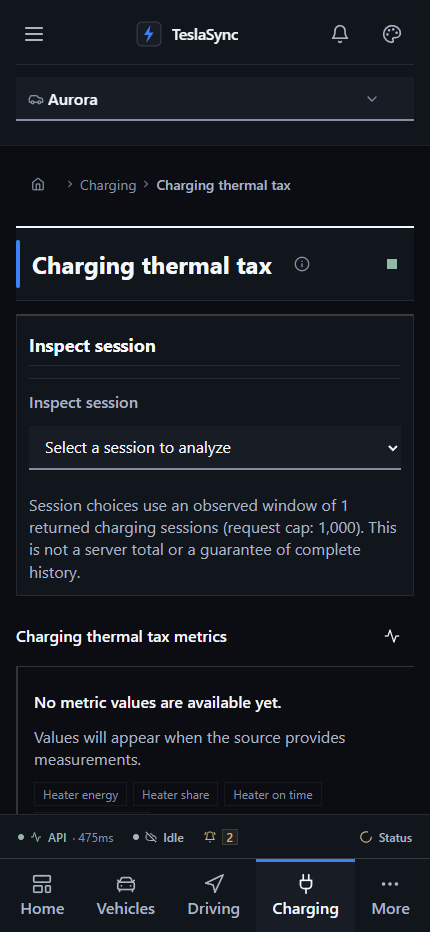 TeslaSync
Aurora
Charging
Charging thermal tax
Charging thermal tax
Inspect session
Inspect session
Select a session to analyze
Session choices use an observed window of 1
returned charging sessions (request cap: 1,000). This
is not a server total or a guarantee of complete
history.
Charging thermal tax metrics
No metric values are available yet.
Values will appear when the source provides
measurements.
Heater energy
Heater share
Heater on time
API · 475ms
Idle
2
Status
Home
Vehicles
Driving
Charging
More